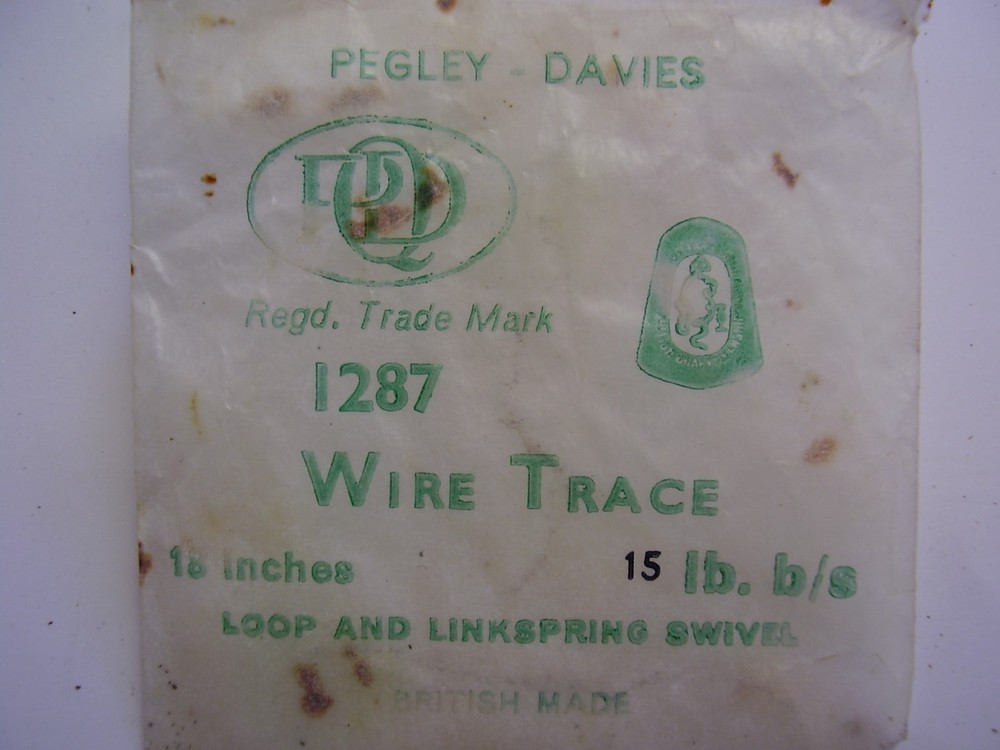 PEGLEY - DAVIES
PDQ
Regd. Trade Mark
1287
WIRE TRACE
18 inches
15 lb. b/s
LOOP AND LINKSPRING SWIVEL
BRITISH MADE